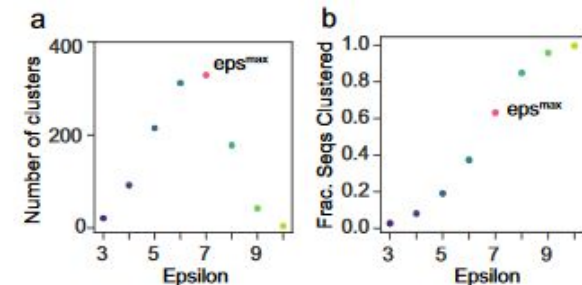 a
Number of clusters
400
200
0
eps^max
3 5 7 9
Epsilon
b
Frac. Seqs Clustered
1.0
0.8
0.6
0.4
0.2
0.0
eps^max
3 5 7 9
Epsilon